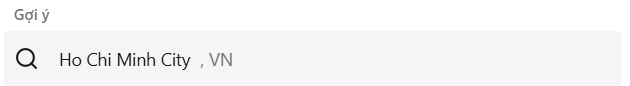 Gợi ý
Ho Chi Minh City , VN